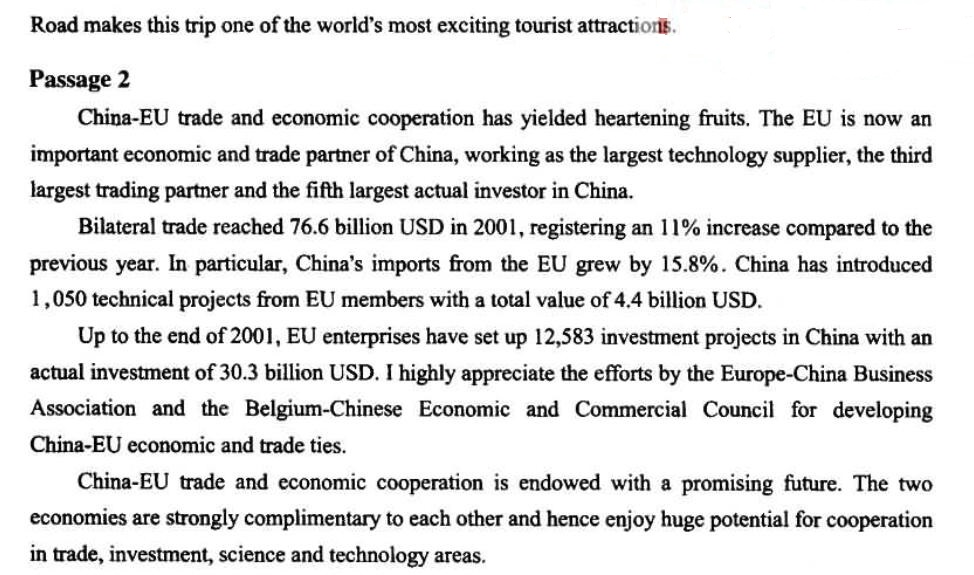 Road makes this trip one of the world's most exciting tourist attractions.
Passage 2
China-EU trade and economic cooperation has yielded heartening fruits. The EU is now an
important economic and trade partner of China, working as the largest technology supplier, the third
largest trading partner and the fifth largest actual investor in China.
Bilateral trade reached 76.6 billion USD in 2001, registering an 11% increase compared to the
previous year. In particular, China's imports from the EU grew by 15.8%. China has introduced
1,050 technical projects from EU members with a total value of 4.4 billion USD.
Up to the end of 2001, EU enterprises have set up 12,583 investment projects in China with an
actual investment of 30.3 billion USD. I highly appreciate the efforts by the Europe-China Business
Association and the Belgium-Chinese Economic and Commercial Council for developing
China-EU economic and trade ties.
China-EU trade and economic cooperation is endowed with a promising future. The two
economies are strongly complimentary to each other and hence enjoy huge potential for cooperation
in trade, investment, science and technology areas.